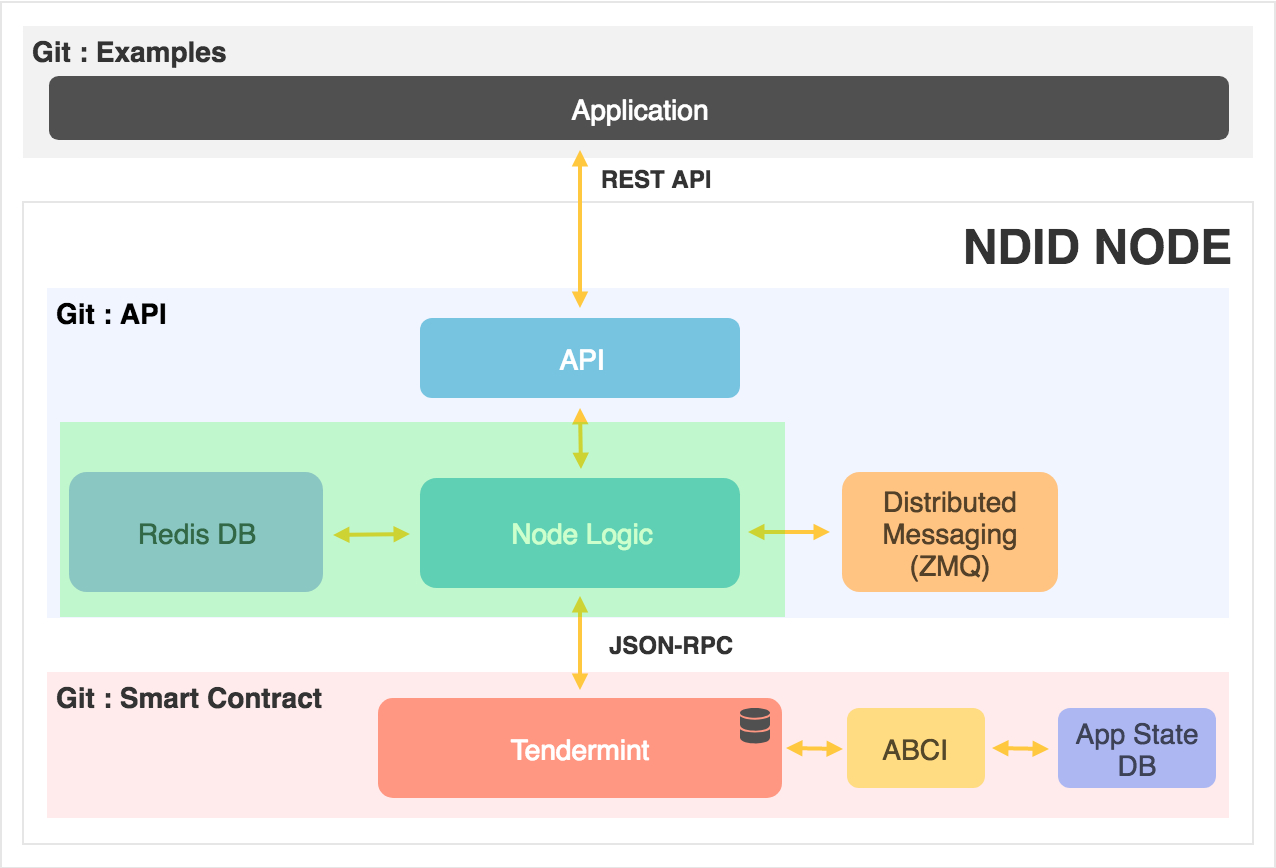 Git : Examples
Application
REST API
NDID NODE
Git : API
API
Redis DB
Node Logic
Distributed
Messaging
(ZMQ)
JSON-RPC
Git : Smart Contract
Tendermint
ABCI
App State
DB